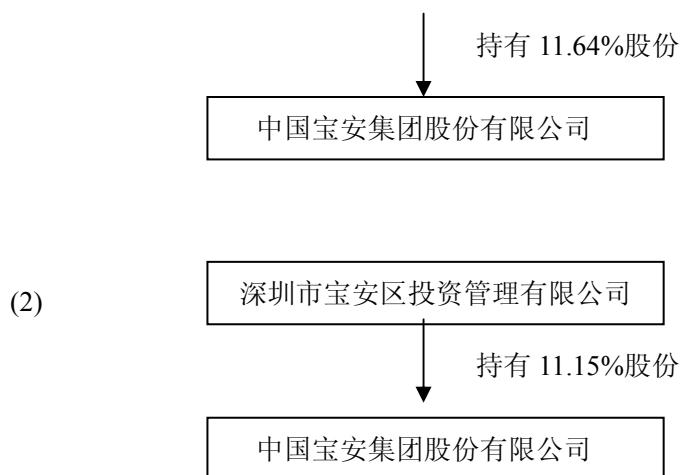 持有 11.64%股份
中国宝安集团股份有限公司
(2)
深圳市宝安区投资管理有限公司
持有 11.15%股份
中国宝安集团股份有限公司